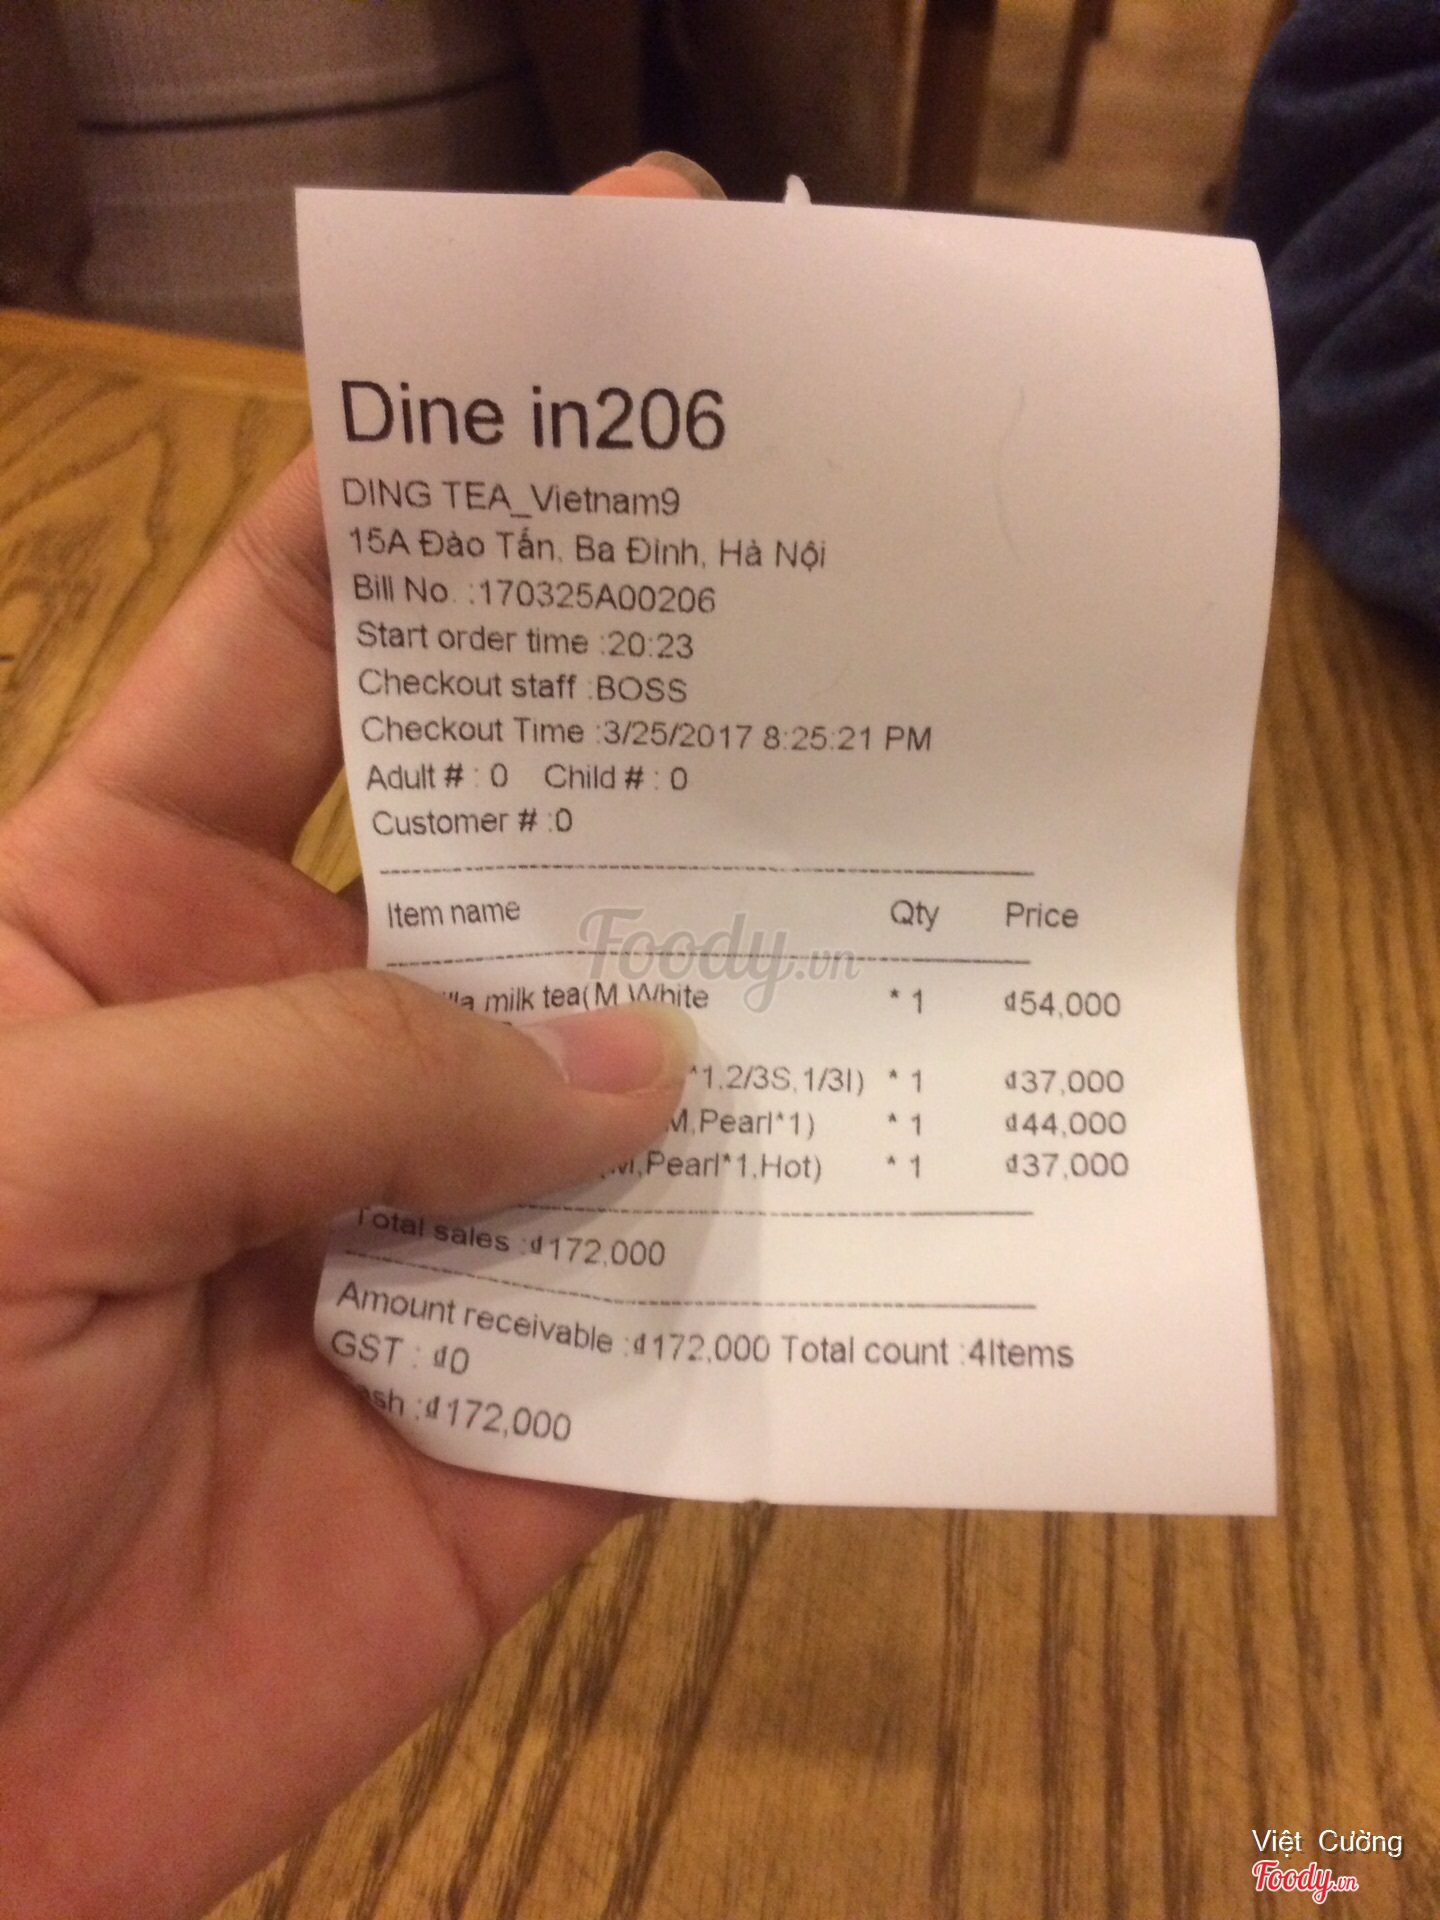 Dine in206
DING TEA_Vietnam9
15A Đào Tấn, Ba Đình, Hà Nội
Bill No. :170325A00206
Start order time :20:23
Checkout staff :BOSS
Checkout Time :3/25/2017 8:25:21 PM
Adult # : 0 Child # : 0
Customer # :0
Item name Qty Price
Foody.vn
milk tea(M,White * 1 đ54,000
*1,2/3S,1/3I) * 1 đ37,000
M,Pearl*1) * 1 đ44,000
(M,Pearl*1,Hot) * 1 đ37,000
Total sales :đ172,000
Amount receivable :đ172,000 Total count :4Items
GST : đ0
:đ172,000
Việt Cường
Foody.vn